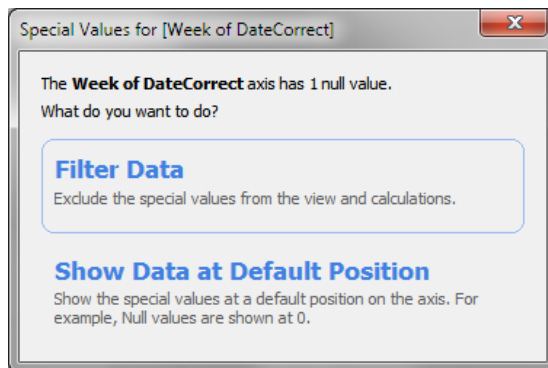 Special Values for [Week of DateCorrect]
The Week of DateCorrect axis has 1 null value.
What do you want to do?
Filter Data
Exclude the special values from the view and calculations.
Show Data at Default Position
Show the special values at a default position on the axis. For
example, Null values are shown at 0.